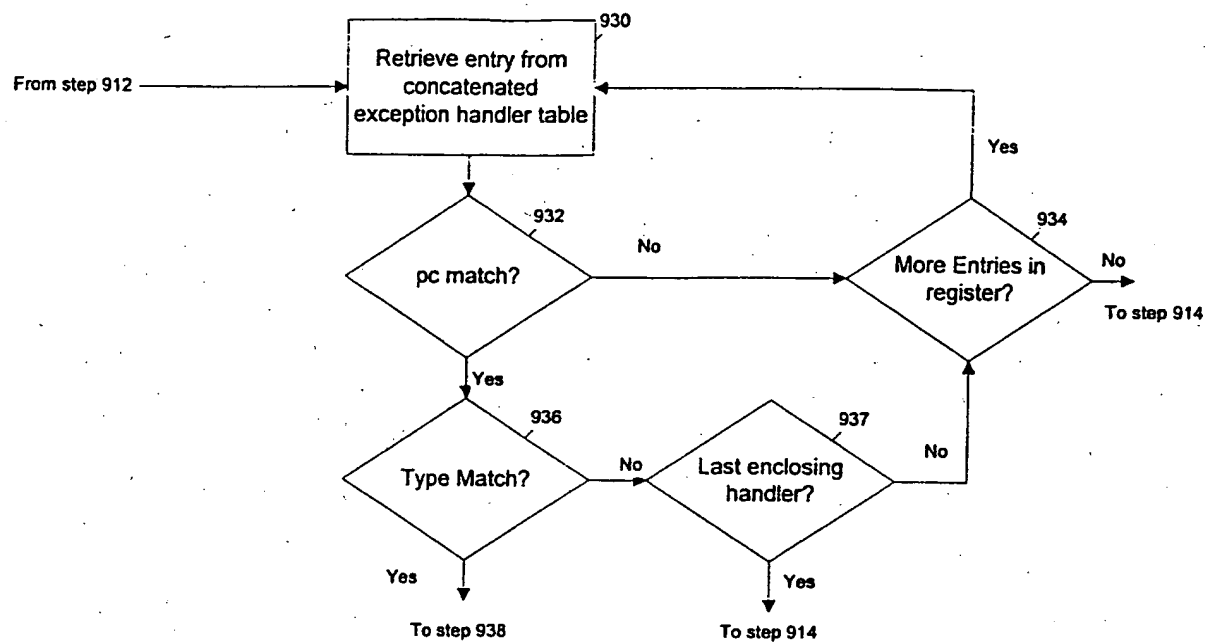 930
Retrieve entry from
concatenated
exception handler table
From step 912
Yes
932
934
No
pc match?
More Entries in
register?
No
To step 914
Yes
936
937
Type Match?
No
Last enclosing
handler?
No
Yes
Yes
To step 938
To step 914